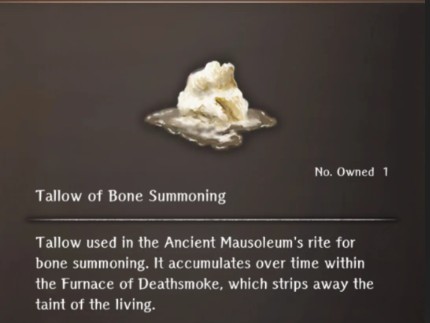 No. Owned 1
Tallow of Bone Summoning
Tallow used in the Ancient Mausoleum's rite for
bone summoning. It accumulates over time within
the Furnace of Deathsmoke, which strips away the
taint of the living.